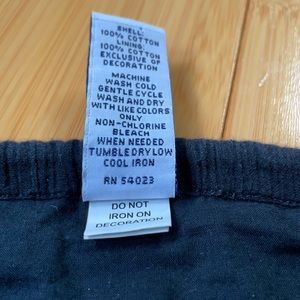 SHELL:
100% COTTON
LINING:
100% COTTON
EXCLUSIVE OF
DECORATION
MACHINE
WASH COLD
GENTLE CYCLE
WASH AND DRY
WITH LIKE COLORS
ONLY
NON-CHLORINE
BLEACH
WHEN NEEDED
TUMBLE DRY LOW
COOL IRON
RN 54023
DO NOT
IRON ON
DECORATION